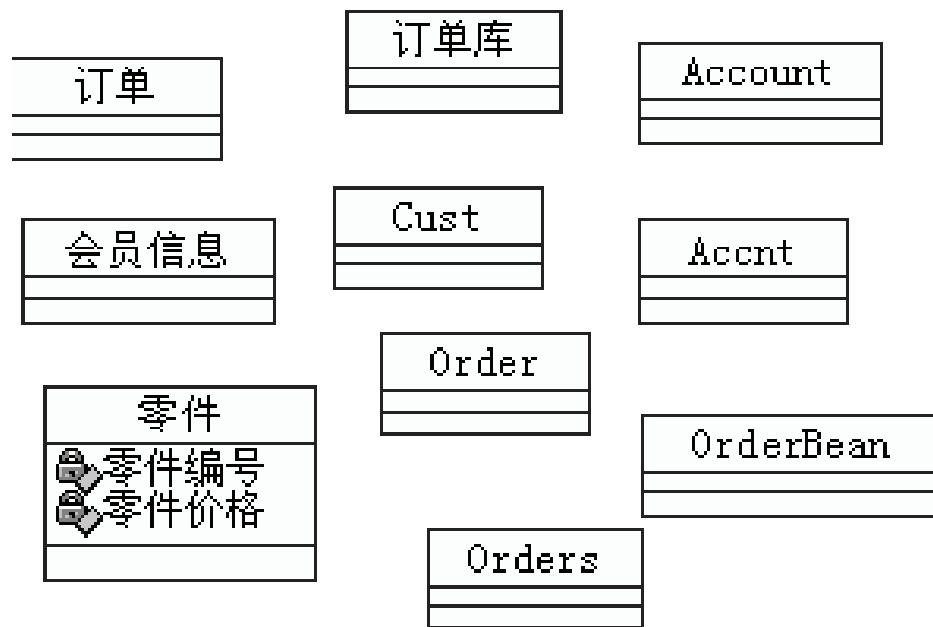 订单库
订单
Account
Cust
会员信息
Accnt
Order
零件
零件编号
零件价格
OrderBean
Orders